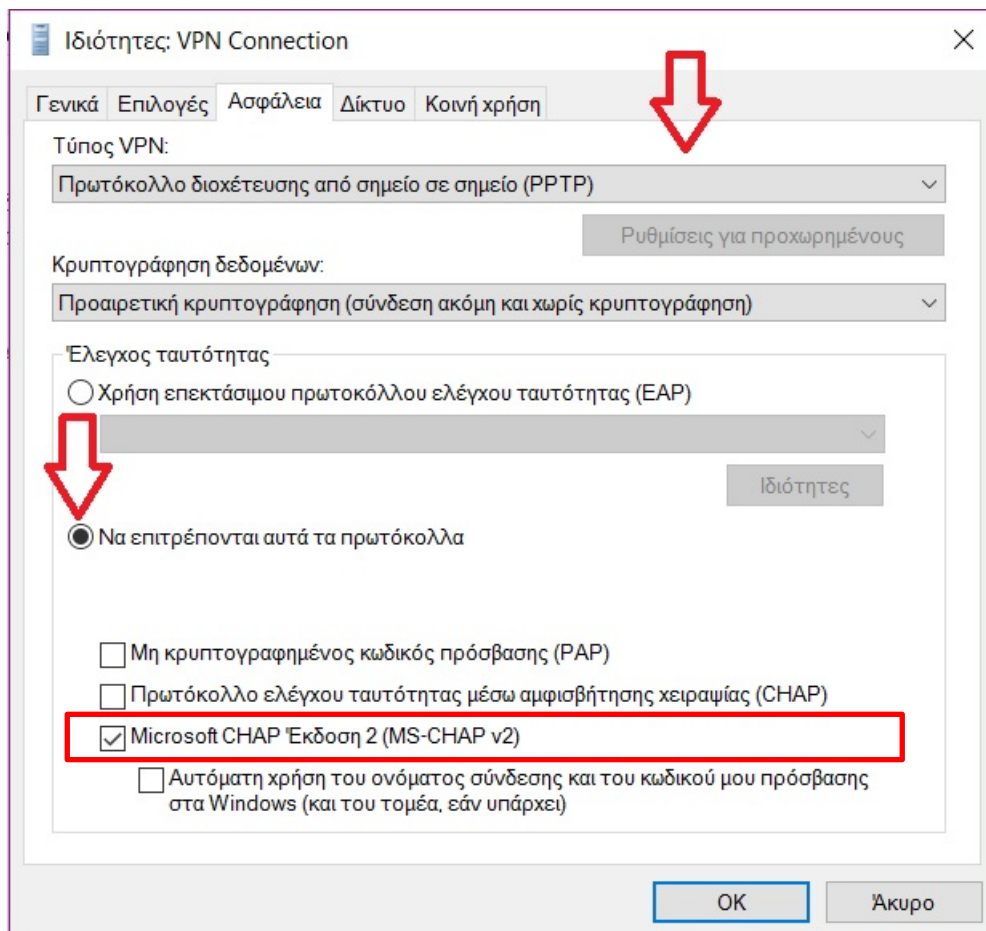 Ιδιότητες: VPN Connection
Γενικά Επιλογές Ασφάλεια Δίκτυο Κοινή χρήση
Τύπος VPN:
Πρωτόκολλο διοχέτευσης από σημείο σε σημείο (PPTP)
Ρυθμίσεις για προχωρημένους
Κρυπτογράφηση δεδομένων:
Προαιρετική κρυπτογράφηση (σύνδεση ακόμη και χωρίς κρυπτογράφηση)
Έλεγχος ταυτότητας
Χρήση επεκτάσιμου πρωτοκόλλου ελέγχου ταυτότητας (EAP)
Ιδιότητες
Να επιτρέπονται αυτά τα πρωτόκολλα
Μη κρυπτογραφημένος κωδικός πρόσβασης (PAP)
Πρωτόκολλο ελέγχου ταυτότητας μέσω αμφισβήτησης χειραψίας (CHAP)
Microsoft CHAP Έκδοση 2 (MS-CHAP v2)
Αυτόματη χρήση του ονόματος σύνδεσης και του κωδικού μου πρόσβασης
στα Windows (και του τομέα, εάν υπάρχει)
OK Άκυρο